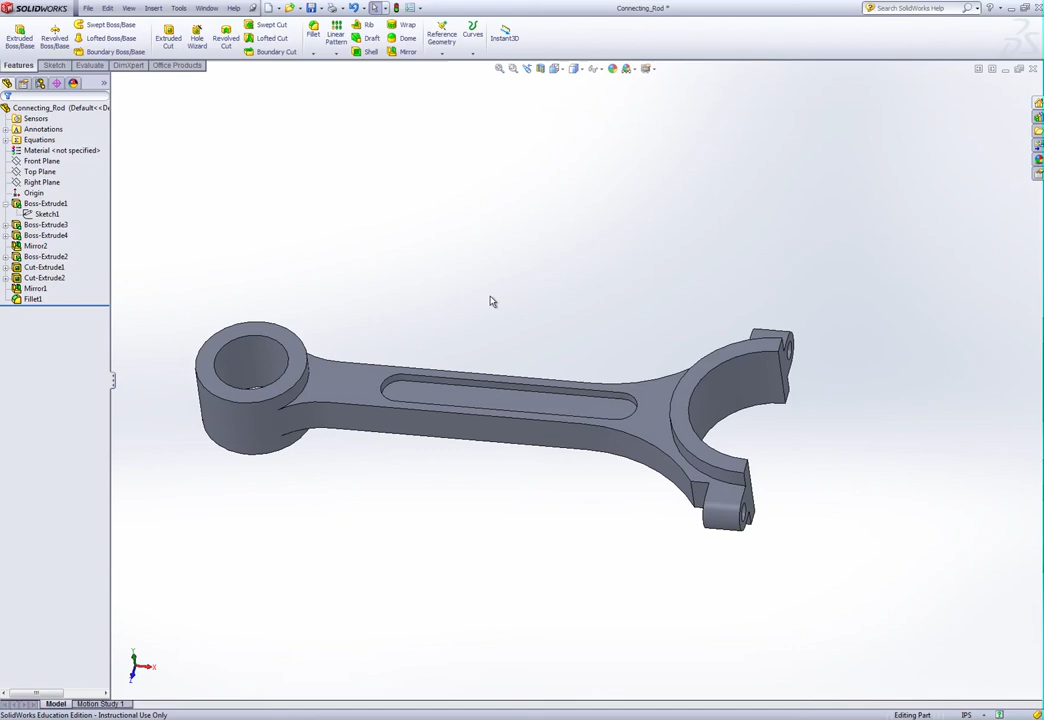 SOLIDWORKS File Edit View Insert Tools Window Help Connecting_Rod * Search SolidWorks Help
Extruded Boss/Base
Revolved Boss/Base
Swept Boss/Base
Lofted Boss/Base
Boundary Boss/Base
Extruded Cut
Hole Wizard
Revolved Cut
Swept Cut
Lofted Cut
Boundary Cut
Fillet
Linear Pattern
Rib
Draft
Shell
Wrap
Dome
Mirror
Reference Geometry
Curves
Instant3D
Features Sketch Evaluate DimXpert Office Products
Connecting_Rod (Default<<De
Sensors
Annotations
Equations
Material <not specified>
Front Plane
Top Plane
Right Plane
Origin
Boss-Extrude1
Sketch1
Boss-Extrude3
Boss-Extrude4
Mirror2
Boss-Extrude2
Cut-Extrude1
Cut-Extrude2
Mirror1
Fillet1
Y
X
Z
Model Motion Study 1
SolidWorks Education Edition - Instructional Use Only Editing Part IPS